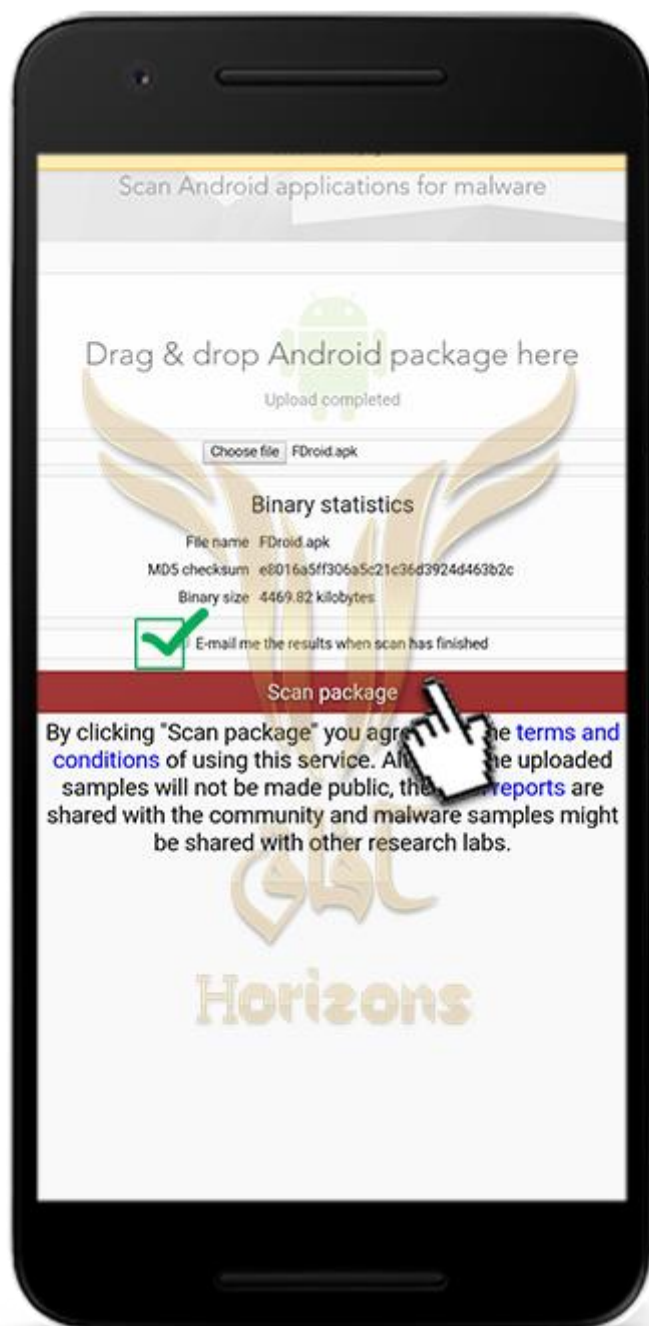 Scan Android applications for malware
Drag & drop Android package here
Upload completed
Choose file FDroid.apk
Binary statistics
File name FDroid.apk
MD5 checksum e8016a5ff306a5c21c36d3924d463b2c
Binary size 4469.82 kilobytes
E-mail me the results when scan has finished
Scan package
By clicking "Scan package" you agr he terms and
conditions of using this service. Al he uploaded
samples will not be made public, the reports are
shared with the community and malware samples might
be shared with other research labs.
آفاق
Horizons